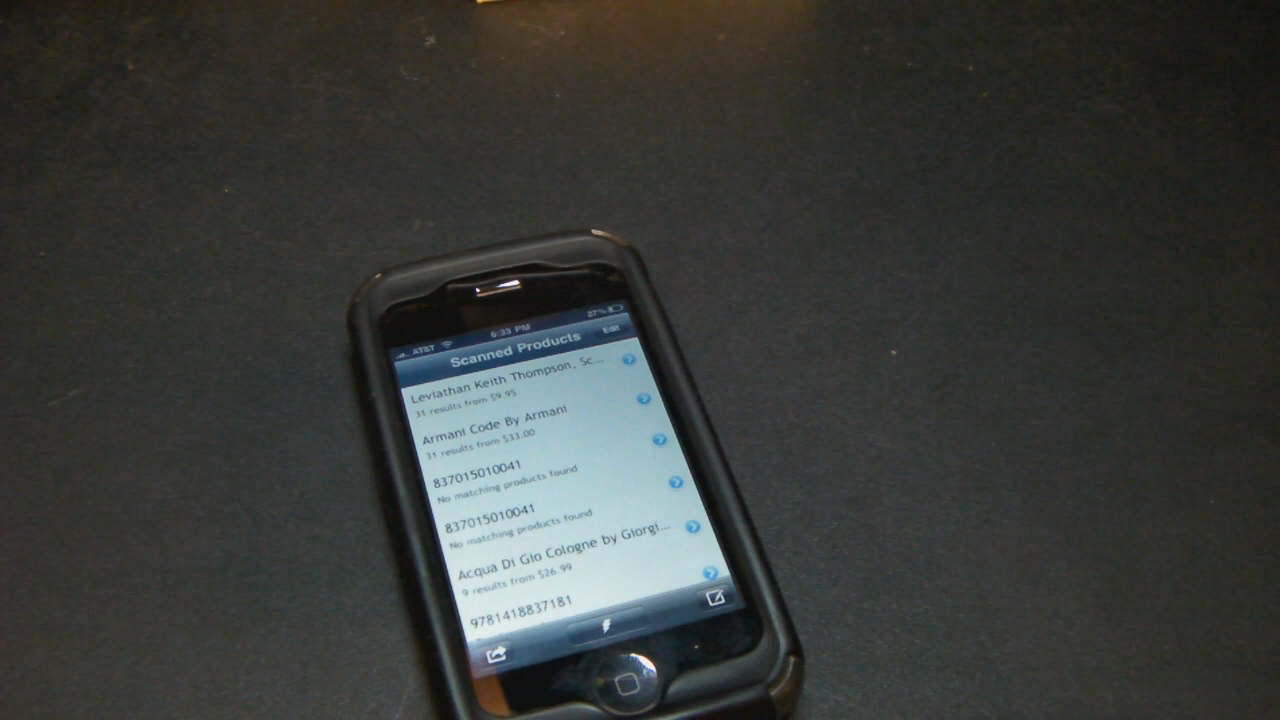 AT&T 6:33 PM 27%
Scanned Products Edit
Leviathan Keith Thompson, Sc...
31 results from $9.95
Armani Code By Armani
31 results from $33.00
837015010041
No matching products found
837015010041
No matching products found
Acqua Di Gio Cologne by Giorgi...
9 results from $26.99
9781418837181